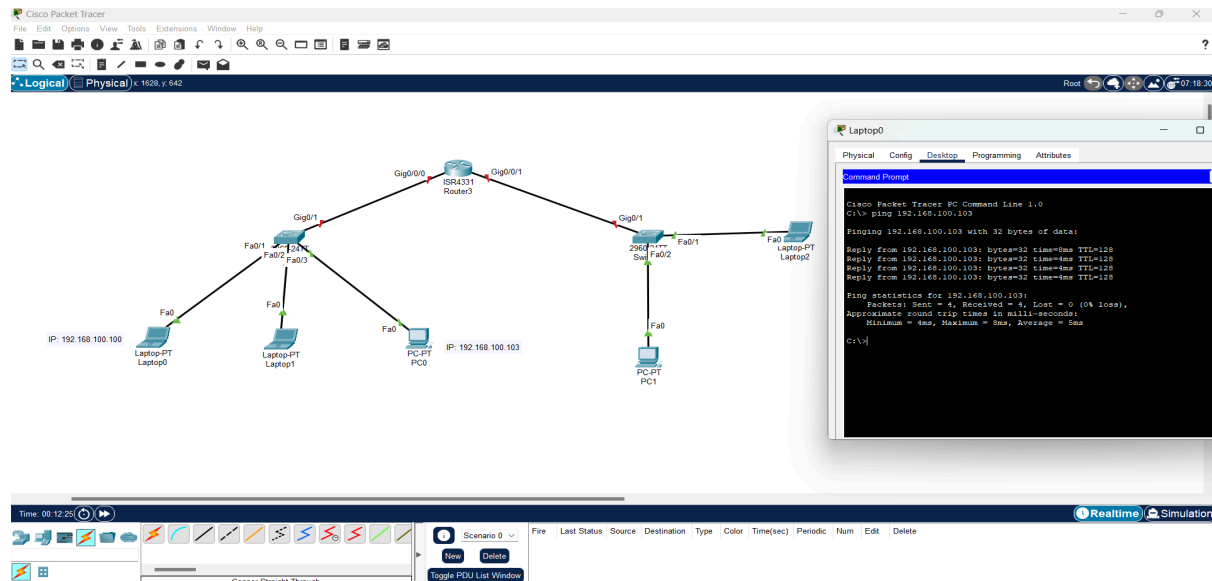 Cisco Packet Tracer
File Edit Options View Tools Extensions Window Help
?
Logical Physical x: 1628, y: 642 Root 07:18:30
Gig0/0/0 Gig0/0/1
ISR4331
Router3
Gig0/1 Gig0/1
Fa0/1 Fa0/2 Fa0/3
2960 Fa0/1 Fa0/2
Fa0 Laptop-PT
Laptop2
Fa0 Fa0 Fa0 Fa0
IP: 192.168.100.100
Laptop-PT
Laptop0
Laptop-PT
Laptop1
PC-PT
PC0
IP: 192.168.100.103
PC-PT
PC1
Laptop0
Physical Config Desktop Programming Attributes
Command Prompt
Cisco Packet Tracer PC Command Line 1.0
C:\> ping 192.168.100.103
Pinging 192.168.100.103 with 32 bytes of data:
Reply from 192.168.100.103: bytes=32 time=8ms TTL=128
Reply from 192.168.100.103: bytes=32 time=4ms TTL=128
Reply from 192.168.100.103: bytes=32 time=4ms TTL=128
Reply from 192.168.100.103: bytes=32 time=4ms TTL=128
Ping statistics for 192.168.100.103:
Packets: Sent = 4, Received = 4, Lost = 0 (0% loss),
Approximate round trip times in milli-seconds:
Minimum = 4ms, Maximum = 8ms, Average = 5ms
C:\>
Time: 00:12:25 Realtime Simulation
Scenario 0
New Delete
Toggle PDU List Window
Fire Last Status Source Destination Type Color Time(sec) Periodic Num Edit Delete
Copper Straight-Through